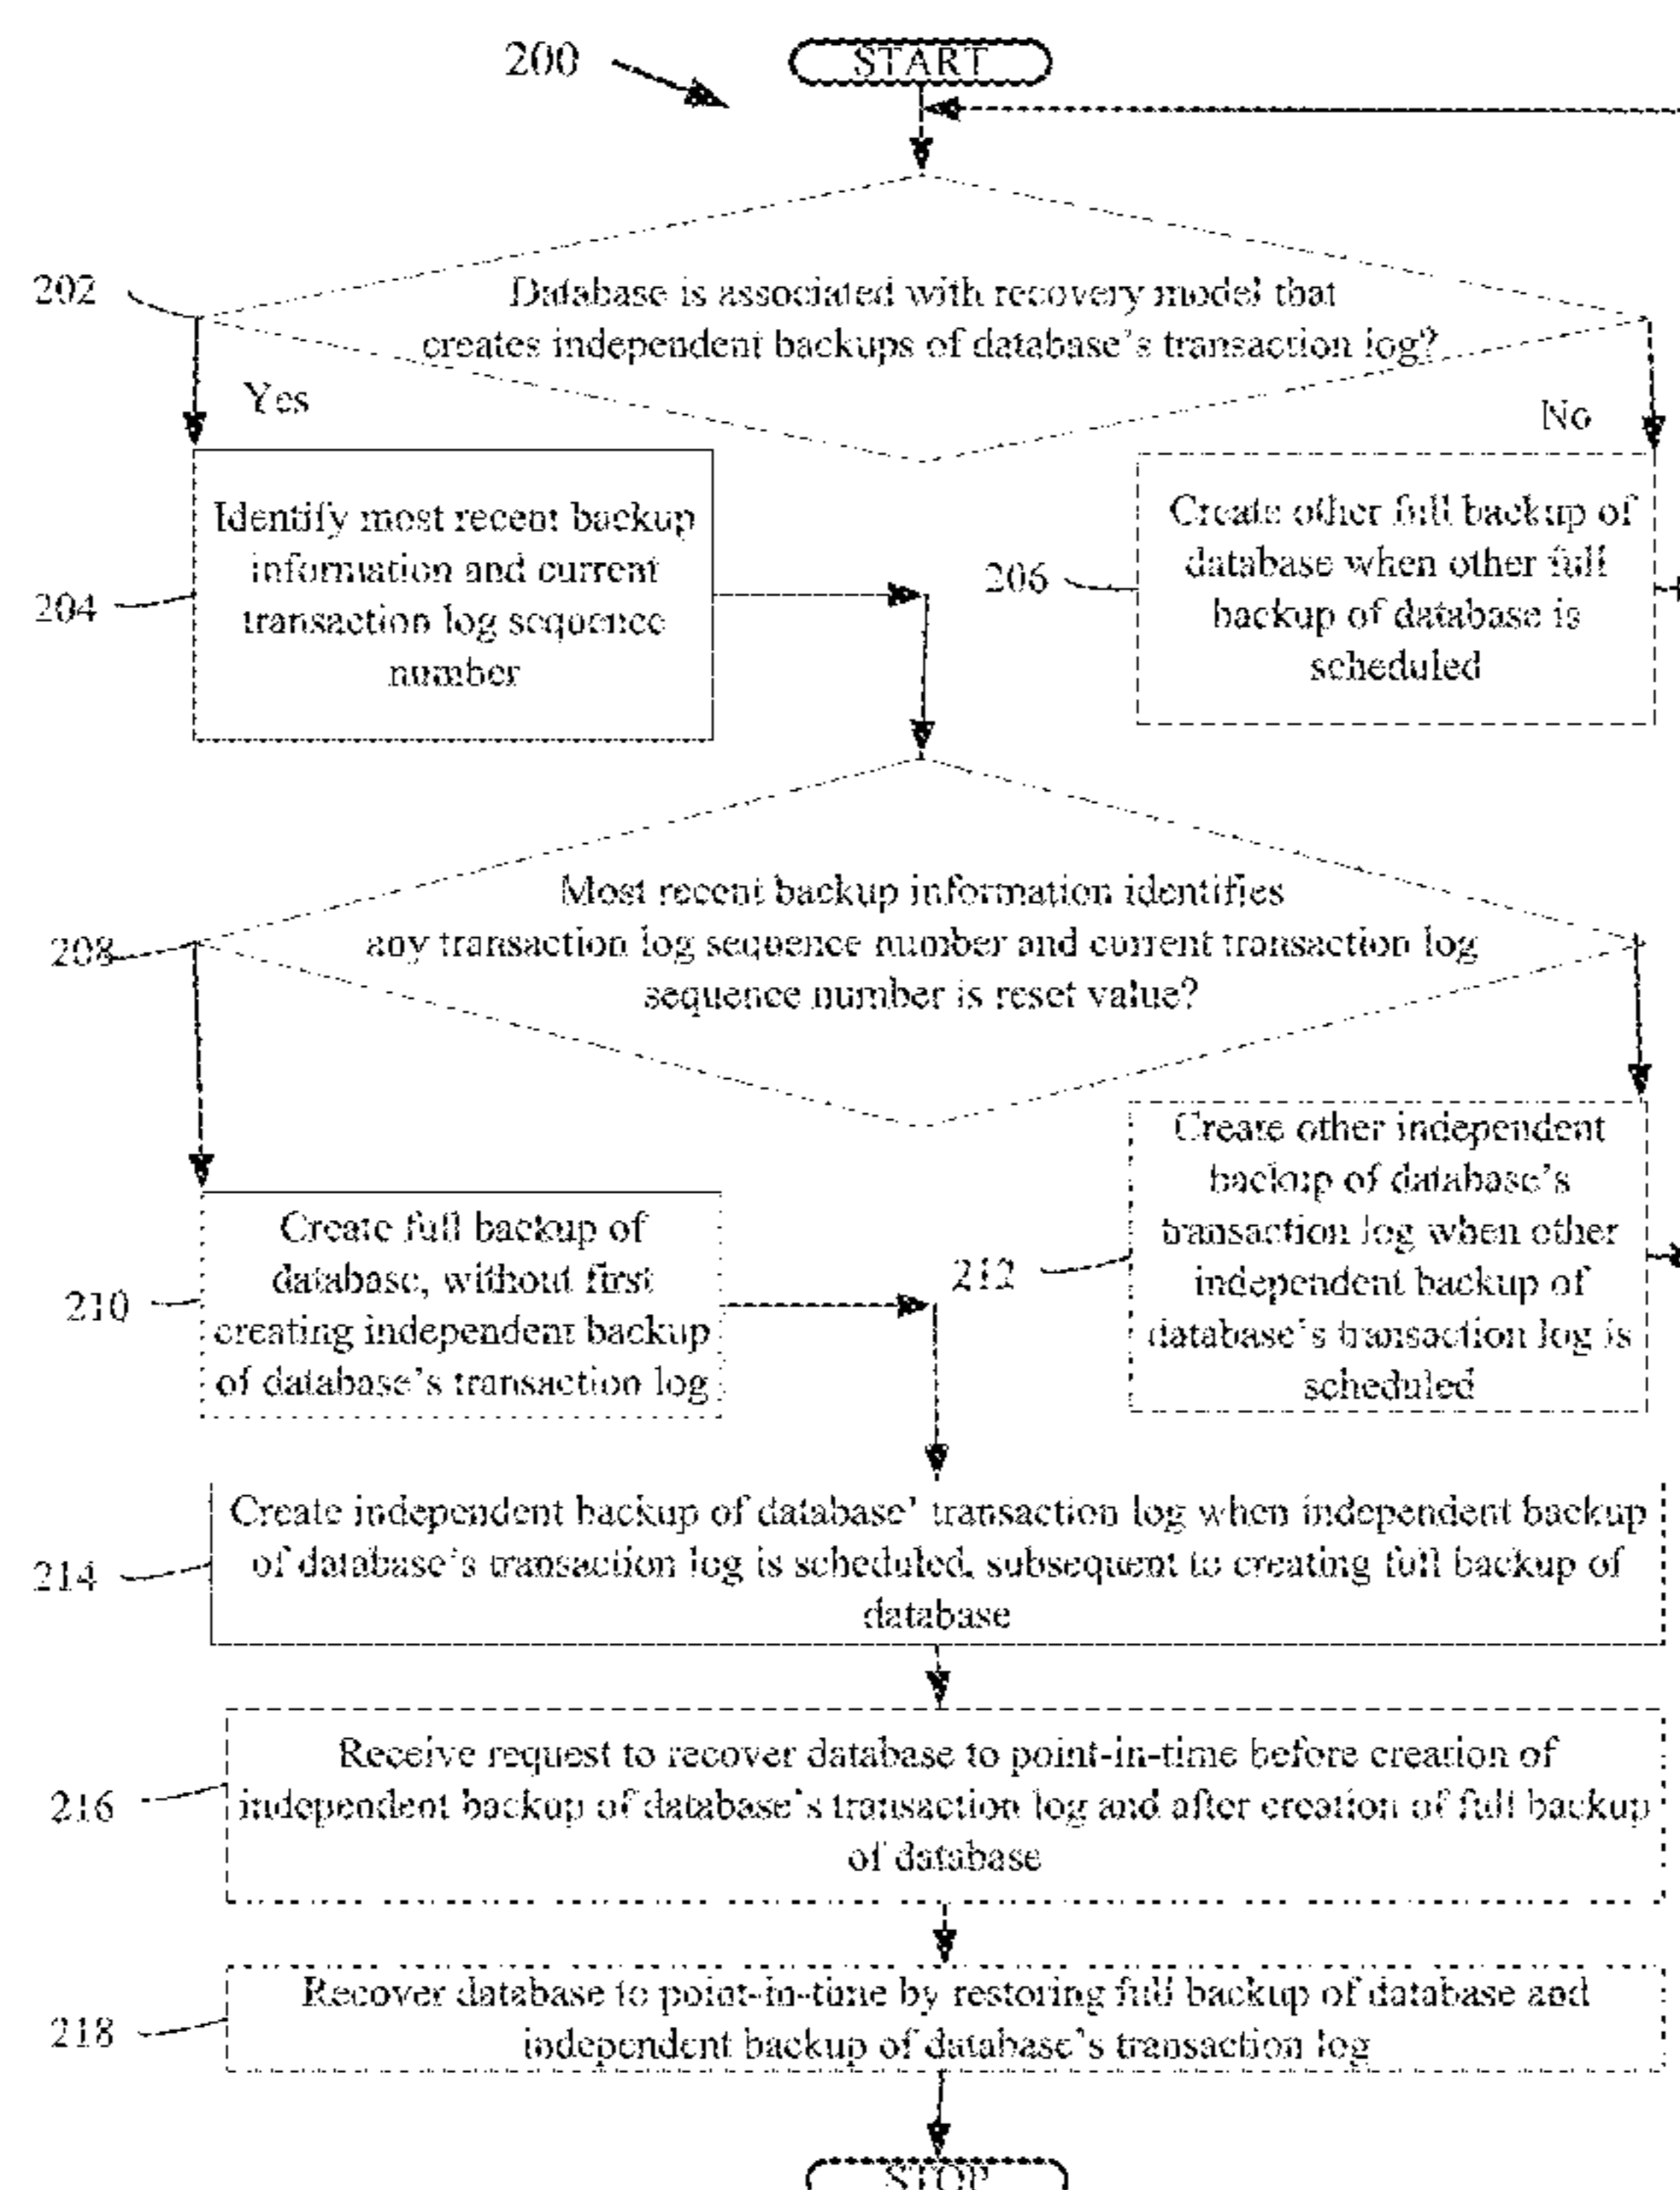 200
START
202
Database is associated with recovery model that
creates independent backups of database's transaction log?
Yes
No
204
Identify most recent backup
information and current
transaction log sequence
number
206
Create other full backup of
database when other full
backup of database is
scheduled
208
Most recent backup information identifies
any transaction log sequence number and current transaction log
sequence number is reset value?
210
Create full backup of
database, without first
creating independent backup
of database's transaction log
212
Create other independent
backup of database's
transaction log when other
independent backup of
database's transaction log is
scheduled
214
Create independent backup of database' transaction log when independent backup
of database's transaction log is scheduled, subsequent to creating full backup of
database
216
Receive request to recover database to point-in-time before creation of
independent backup of database's transaction log and after creation of full backup
of database
218
Recover database to point-in-time by restoring full backup of database and
independent backup of database's transaction log
STOP